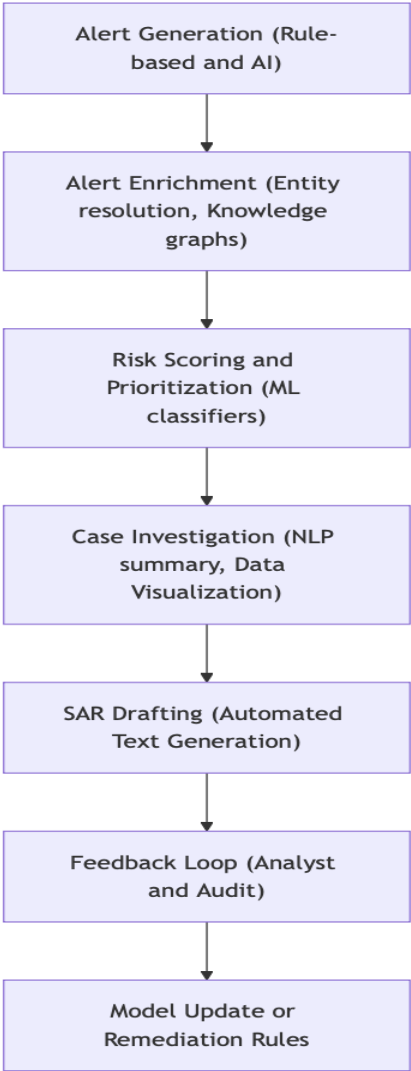 Alert Generation (Rule-
based and AI)
Alert Enrichment (Entity
resolution, Knowledge
graphs)
Risk Scoring and
Prioritization (ML
classifiers)
Case Investigation (NLP
summary, Data
Visualization)
SAR Drafting (Automated
Text Generation)
Feedback Loop (Analyst
and Audit)
Model Update or
Remediation Rules